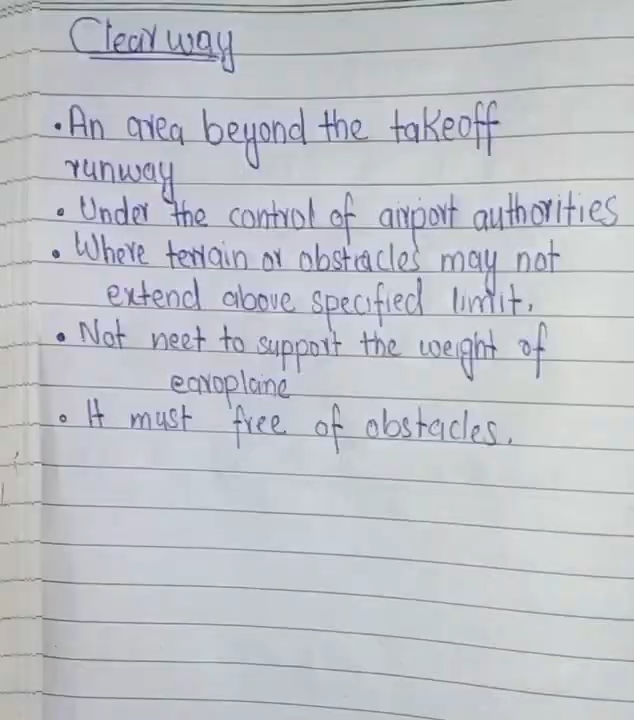 Clearway
• An area beyond the takeoff
runway
• Under the control of airport authorities
• Where terrain or obstacles may not
extend above specified limit.
• Not neet to support the weight of
earoplaine
• It must free of obstacles.